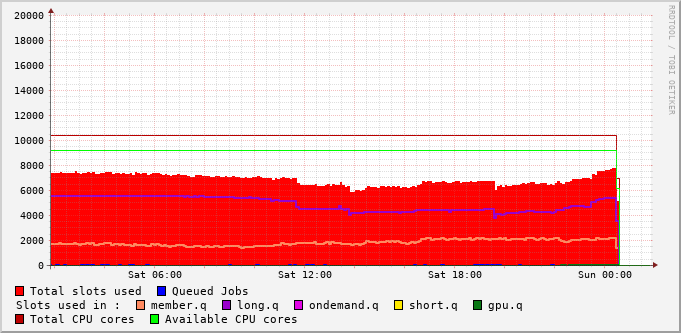 20000
18000
16000
14000
12000
10000
8000
6000
4000
2000
0
Sat 06:00 Sat 12:00 Sat 18:00 Sun 00:00
Total slots used Queued Jobs
Slots used in : member.q long.q ondemand.q short.q gpu.q
Total CPU cores Available CPU cores
RRDTOOL / TOBI OETIKER